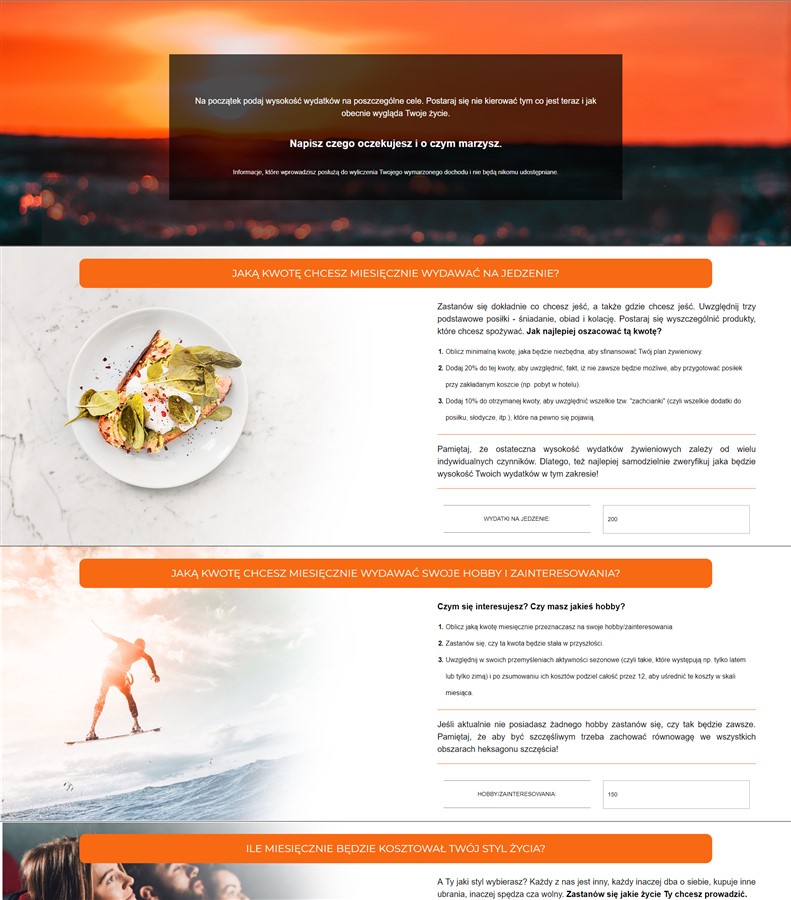 Na początek podaj wysokość wydatków na poszczególne cele. Postaraj się nie kierować tym co jest teraz i jak
obecnie wygląda Twoje życie.
Napisz czego oczekujesz i o czym marzysz.
Informacje, które wprowadzisz posłużą do wyliczenia Twojego wymarzonego dochodu i nie będą nikomu udostępniane.
JAKĄ KWOTĘ CHCESZ MIESIĘCZNIE WYDAWAĆ NA JEDZENIE?
Zastanów się dokładnie co chcesz jeść, a także gdzie chcesz jeść. Uwzględnij trzy
podstawowe posiłki - śniadanie, obiad i kolację. Postaraj się wyszczególnić produkty,
które chcesz spożywać. Jak najlepiej oszacować tą kwotę?
1. Oblicz minimalną kwotę, jaka będzie niezbędna, aby sfinansować Twój plan żywieniowy.
2. Dodaj 20% do tej kwoty, aby uwzględnić, fakt, iż nie zawsze będzie możliwe, aby przygotować posiłek
przy zakładanym koszcie (np. pobyt w hotelu).
3. Dodaj 10% do otrzymanej kwoty, aby uwzględnić wszelkie tzw. "zachcianki" (czyli wszelkie dodatki do
posiłku, słodycze, itp.), które na pewno się pojawią.
Pamiętaj, że ostateczna wysokość wydatków żywieniowych zależy od wielu
indywidualnych czynników. Dlatego, też najlepiej samodzielnie zweryfikuj jaka będzie
wysokość Twoich wydatków w tym zakresie!
WYDATKI NA JEDZENIE: 200
JAKĄ KWOTĘ CHCESZ MIESIĘCZNIE WYDAWAĆ SWOJE HOBBY I ZAINTERESOWANIA?
Czym się interesujesz? Czy masz jakieś hobby?
1. Oblicz jaką kwotę miesięcznie przeznaczasz na swoje hobby/zainteresowania
2. Zastanów się, czy ta kwota będzie stała w przyszłości.
3. Uwzględnij w swoich przemyśleniach aktywności sezonowe (czyli takie, które występują np. tylko latem
lub tylko zimą) i po zsumowaniu ich kosztów podziel całość przez 12, aby uśrednić te koszty w skali
miesiąca.
Jeśli aktualnie nie posiadasz żadnego hobby zastanów się, czy tak będzie zawsze.
Pamiętaj, że aby być szczęśliwym trzeba zachować równowagę we wszystkich
obszarach heksagonu szczęścia!
HOBBY/ZAINTERESOWANIA: 150
ILE MIESIĘCZNIE BĘDZIE KOSZTOWAŁ TWÓJ STYL ŻYCIA?
A Ty jaki styl wybierasz? Każdy z nas jest inny, każdy inaczej dba o siebie, kupuje inne
ubrania, inaczej spędza cza wolny. Zastanów się jakie życie Ty chcesz prowadzić.